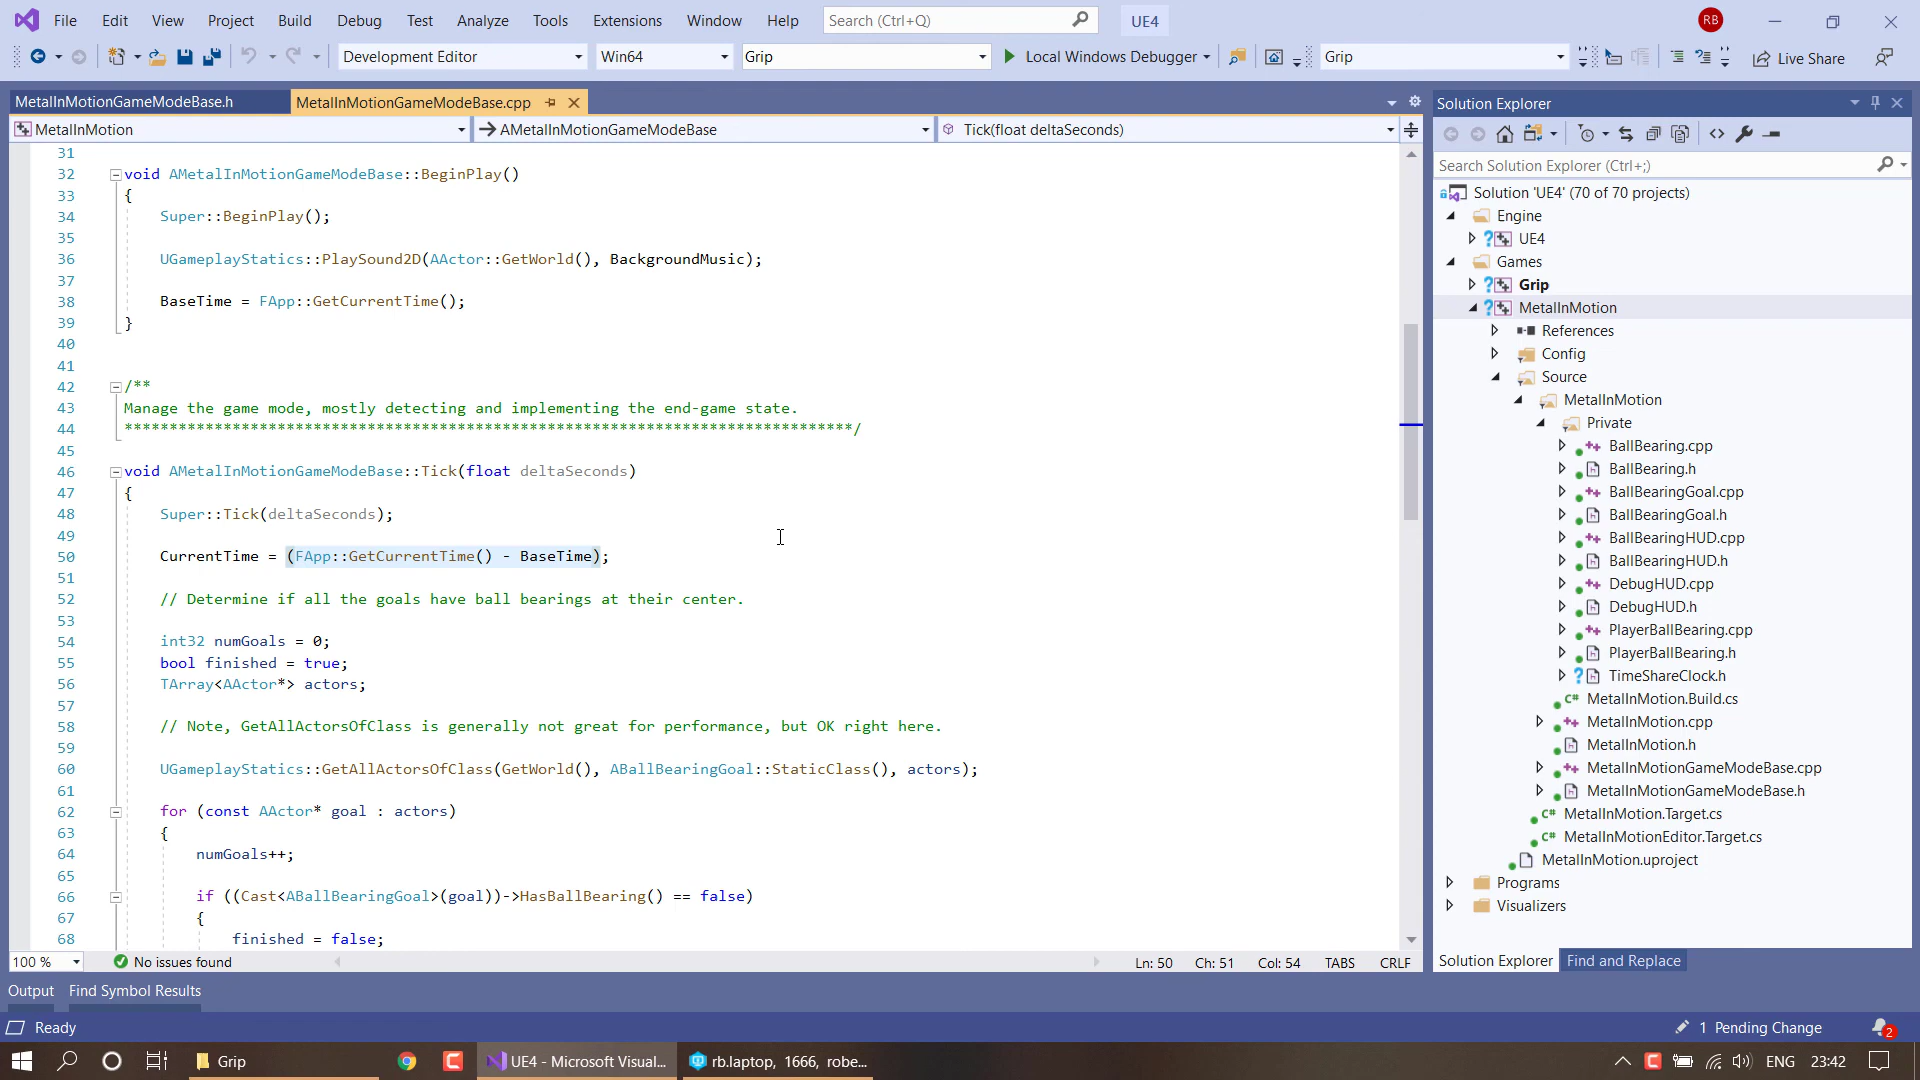 File Edit View Project Build Debug Test Analyze Tools Extensions Window Help Search (Ctrl+Q) UE4 RB
Development Editor Win64 Grip Local Windows Debugger Grip Live Share
MetalInMotionGameModeBase.h MetalInMotionGameModeBase.cpp
MetalInMotion AMetalInMotionGameModeBase Tick(float deltaSeconds)
31
32 void AMetalInMotionGameModeBase::BeginPlay()
33 {
34 Super::BeginPlay();
35
36 UGameplayStatics::PlaySound2D(AActor::GetWorld(), BackgroundMusic);
37
38 BaseTime = FApp::GetCurrentTime();
39 }
40
41
42 /**
43 Manage the game mode, mostly detecting and implementing the end-game state.
44 *********************************************************************************/
45
46 void AMetalInMotionGameModeBase::Tick(float deltaSeconds)
47 {
48 Super::Tick(deltaSeconds);
49
50 CurrentTime = (FApp::GetCurrentTime() - BaseTime);
51
52 // Determine if all the goals have ball bearings at their center.
53
54 int32 numGoals = 0;
55 bool finished = true;
56 TArray<AActor*> actors;
57
58 // Note, GetAllActorsOfClass is generally not great for performance, but OK right here.
59
60 UGameplayStatics::GetAllActorsOfClass(GetWorld(), ABallBearingGoal::StaticClass(), actors);
61
62 for (const AActor* goal : actors)
63 {
64 numGoals++;
65
66 if ((Cast<ABallBearingGoal>(goal))->HasBallBearing() == false)
67 {
68 finished = false;
100 % No issues found Ln: 50 Ch: 51 Col: 54 TABS CRLF
Solution Explorer
Search Solution Explorer (Ctrl+;)
Solution 'UE4' (70 of 70 projects)
Engine
UE4
Games
Grip
MetalInMotion
References
Config
Source
MetalInMotion
Private
BallBearing.cpp
BallBearing.h
BallBearingGoal.cpp
BallBearingGoal.h
BallBearingHUD.cpp
BallBearingHUD.h
DebugHUD.cpp
DebugHUD.h
PlayerBallBearing.cpp
PlayerBallBearing.h
TimeShareClock.h
MetalInMotion.Build.cs
MetalInMotion.cpp
MetalInMotion.h
MetalInMotionGameModeBase.cpp
MetalInMotionGameModeBase.h
MetalInMotion.Target.cs
MetalInMotionEditor.Target.cs
MetalInMotion.uproject
Programs
Visualizers
Solution Explorer Find and Replace
Output Find Symbol Results
Ready 1 Pending Change 2
Grip UE4 - Microsoft Visual... rb.laptop, 1666, robe... ENG 23:42